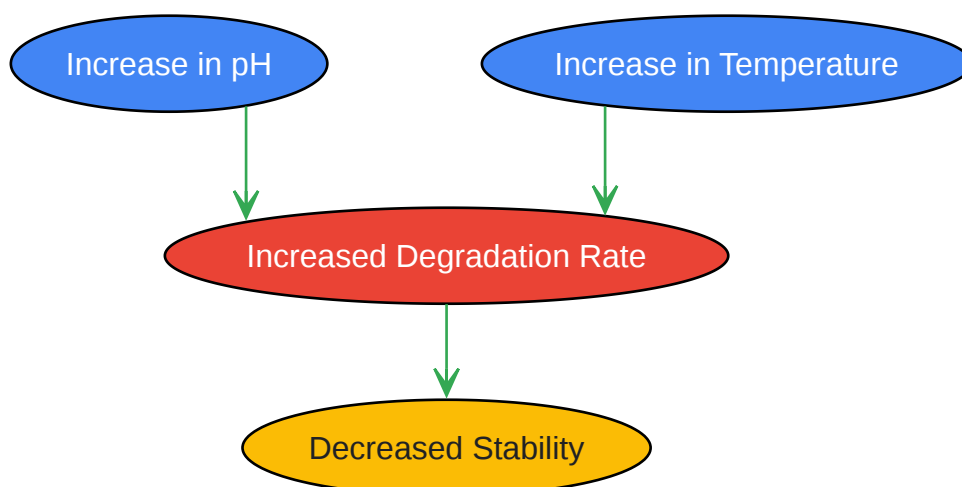 Increase in pH
Increase in Temperature
Increased Degradation Rate
Decreased Stability